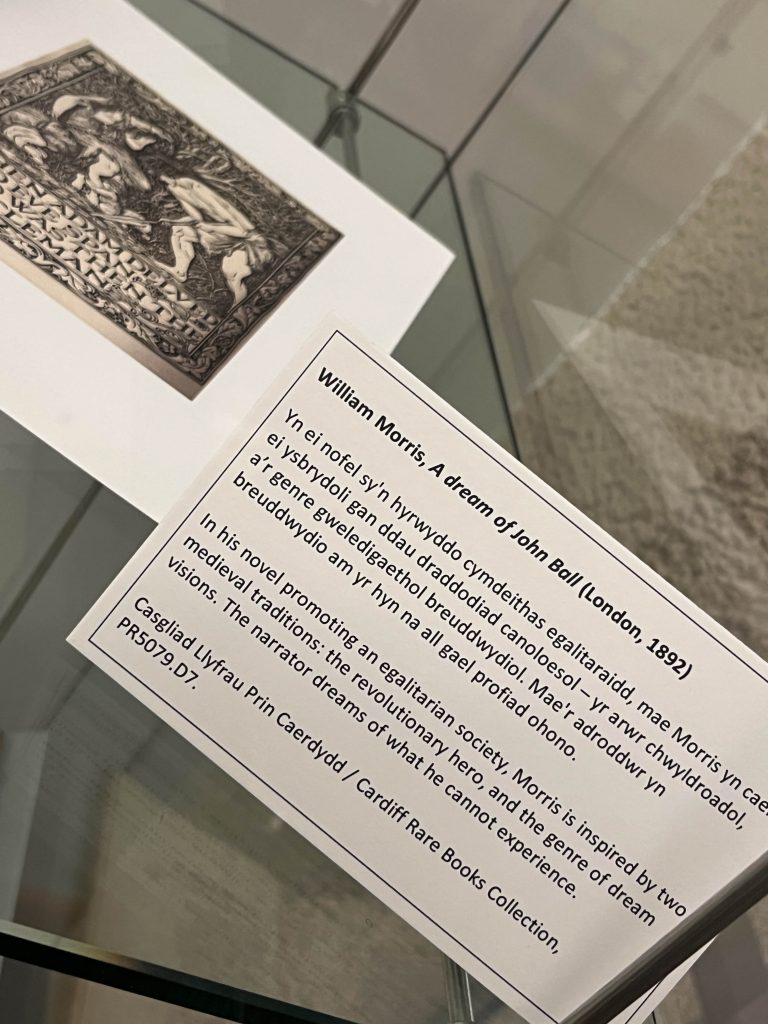 William Morris, A dream of John Ball (London, 1892)
Yn ei nofel sy'n hyrwyddo cymdeithas egalitaraidd, mae Morris yn cael
ei ysbrydoli gan ddau draddodiad canoloesol – yr arwr chwyldroadol,
a'r genre gweledigaethol breuddwydiol. Mae'r adroddwr yn
breuddwydio am yr hyn na all gael profiad ohono.
In his novel promoting an egalitarian society, Morris is inspired by two
medieval traditions: the revolutionary hero, and the genre of dream
visions. The narrator dreams of what he cannot experience.
Casgliad Llyfrau Prin Caerdydd / Cardiff Rare Books Collection,
PR5079.D7.